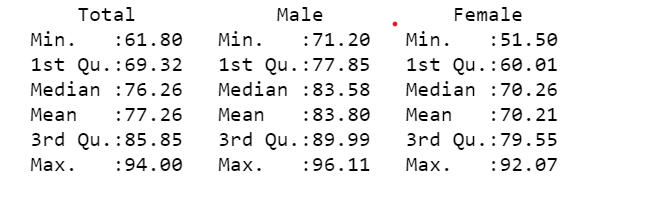 Total Male Female
Min. :61.80 Min. :71.20 Min. :51.50
1st Qu.:69.32 1st Qu.:77.85 1st Qu.:60.01
Median :76.26 Median :83.58 Median :70.26
Mean :77.26 Mean :83.80 Mean :70.21
3rd Qu.:85.85 3rd Qu.:89.99 3rd Qu.:79.55
Max. :94.00 Max. :96.11 Max. :92.07